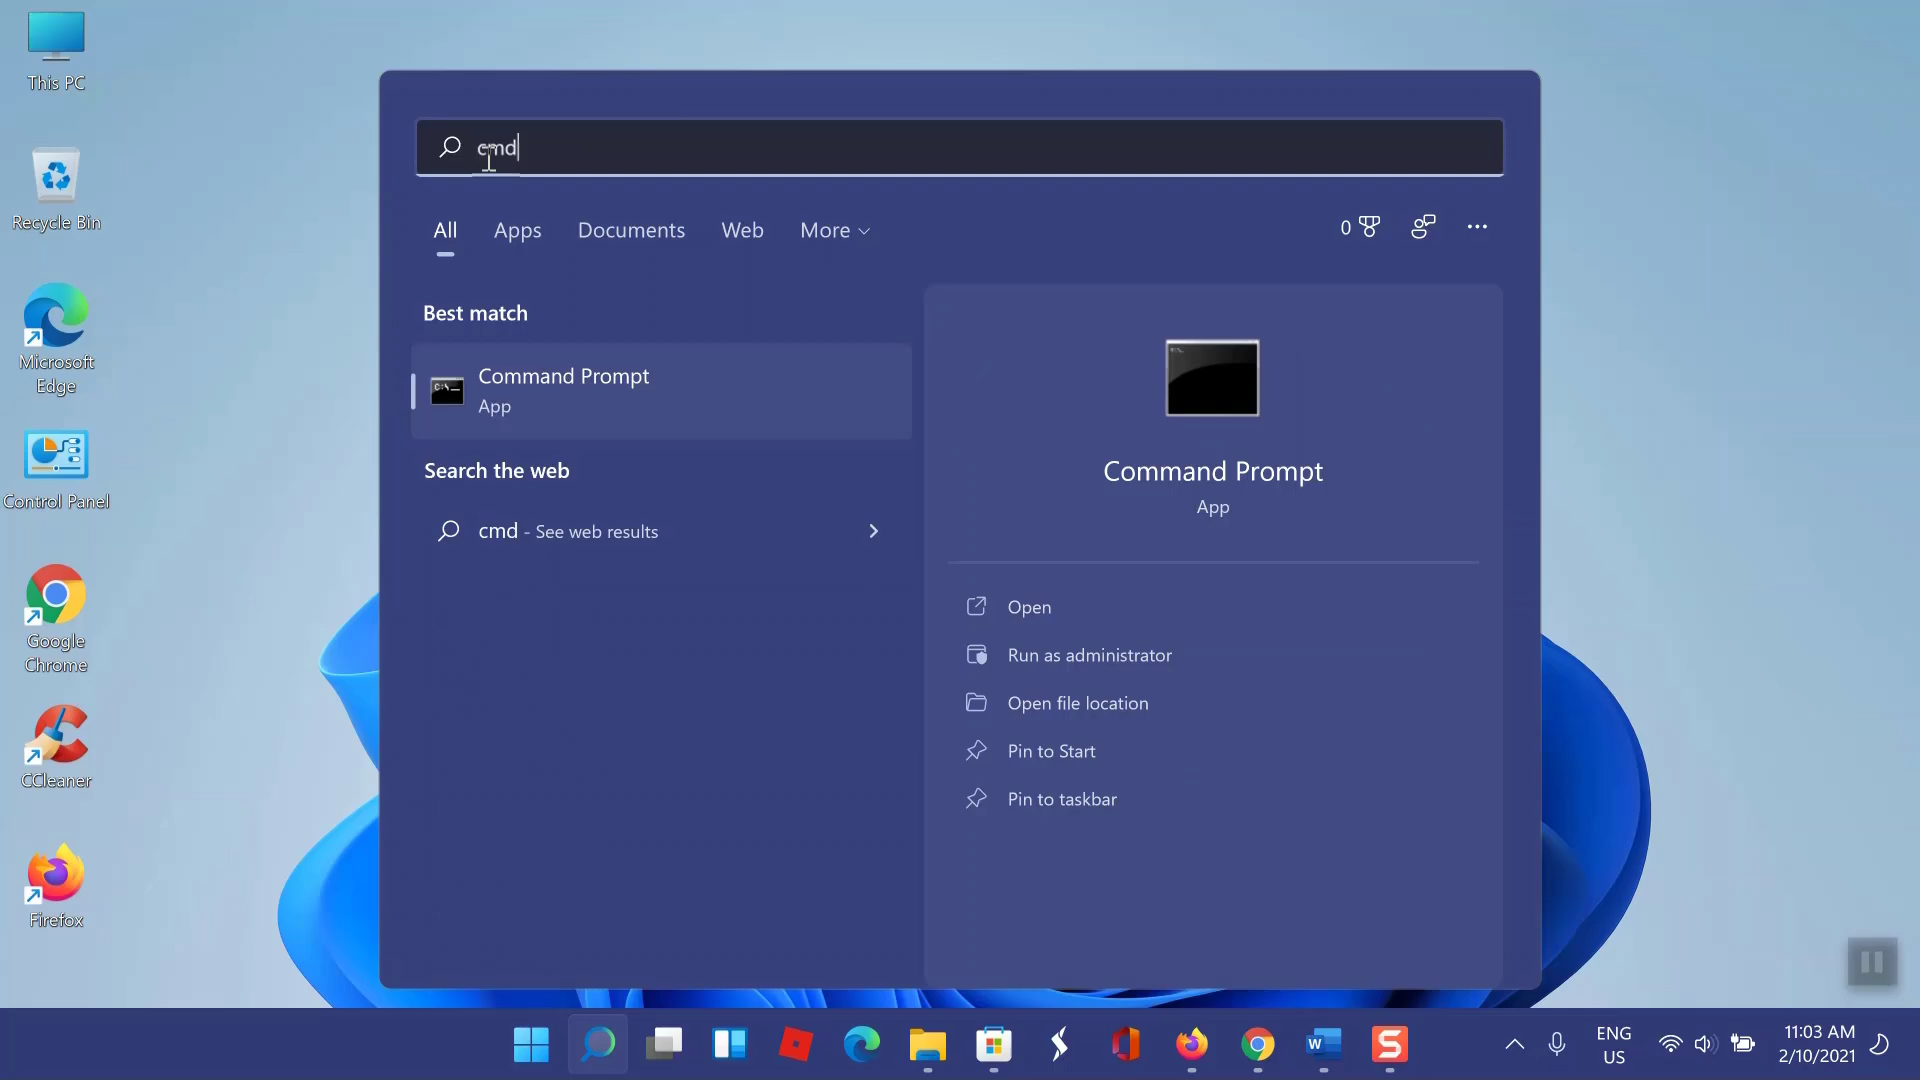 This PC
Recycle Bin
Microsoft
Edge
Control Panel
Google
Chrome
CCleaner
Firefox
cmd
All Apps Documents Web More
0
Best match
Command Prompt
App
Search the web
cmd - See web results
Command Prompt
App
Open
Run as administrator
Open file location
Pin to Start
Pin to taskbar
ENG
US
11:03 AM
2/10/2021